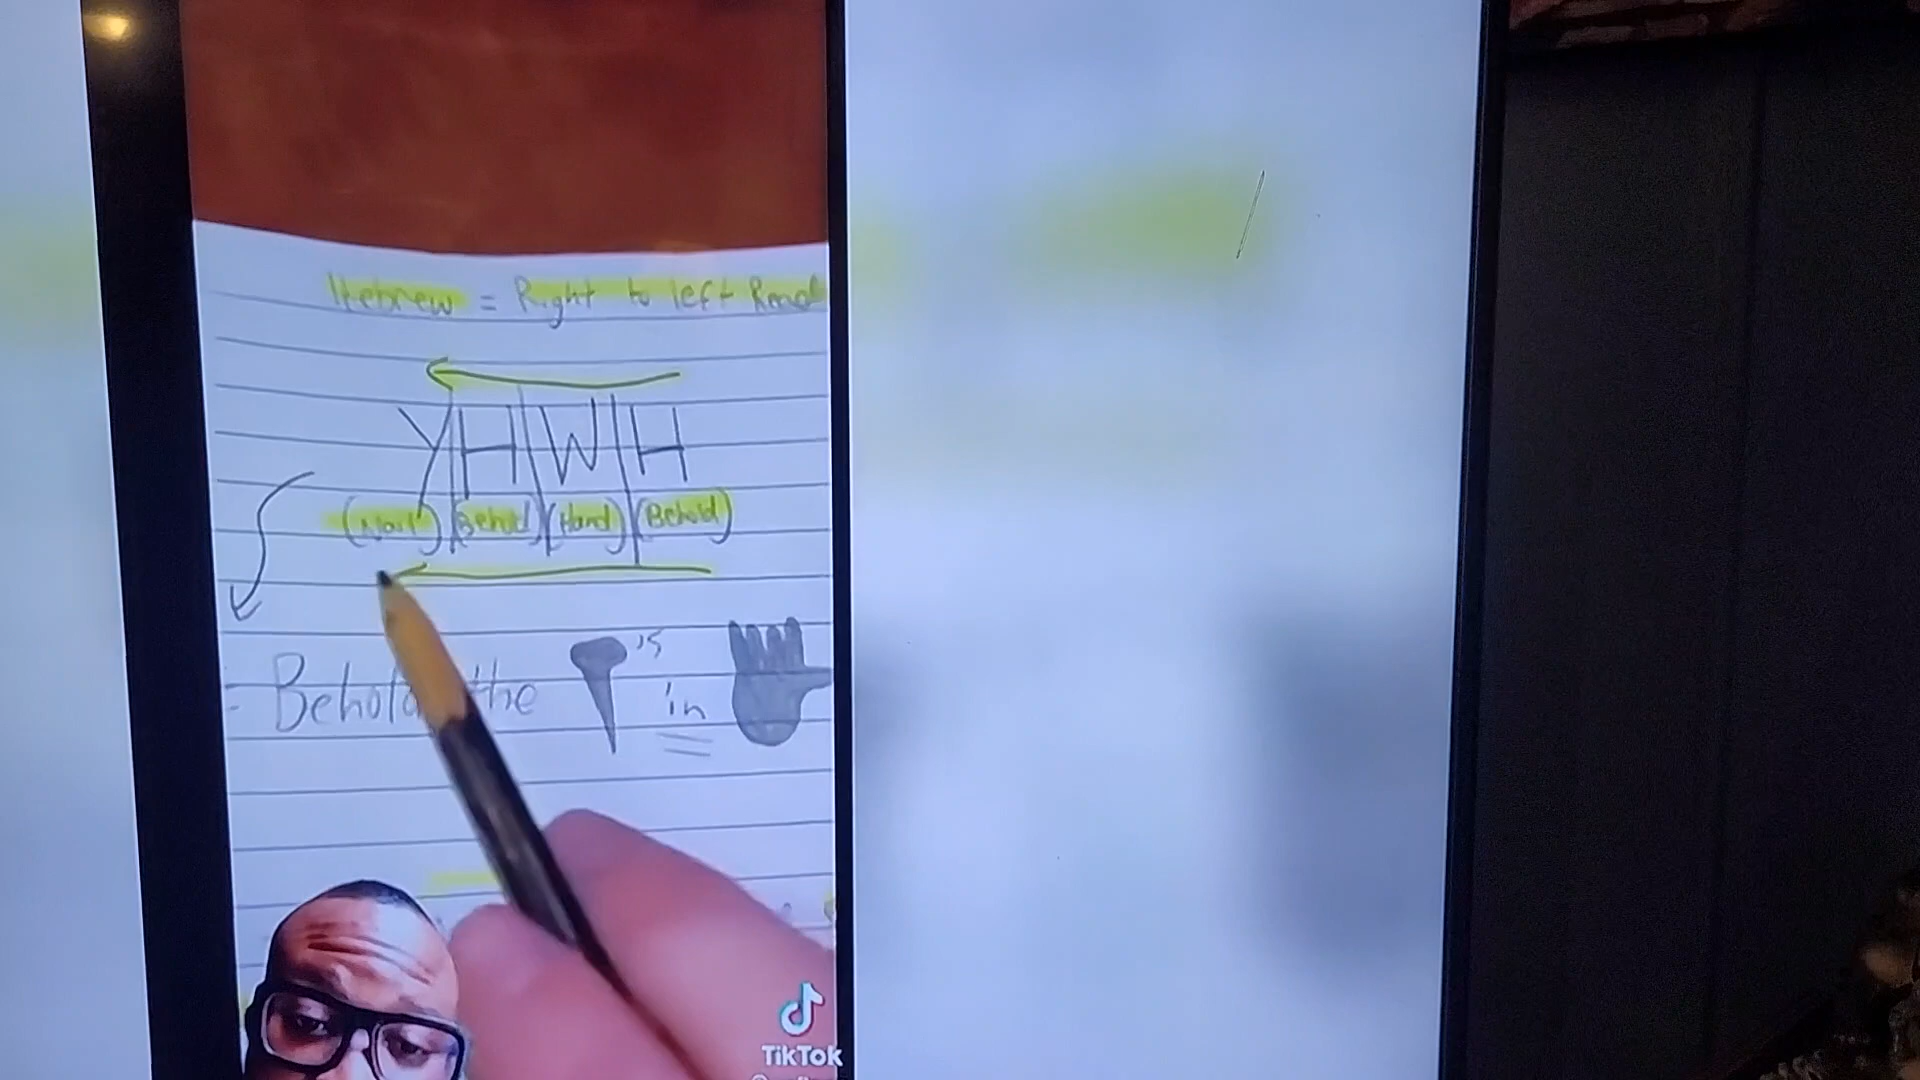 Hebrew = Right to left Read
YHWH
(Nail) (Behold) (Hand) (Behold)
= Behold the 's in
TikTok